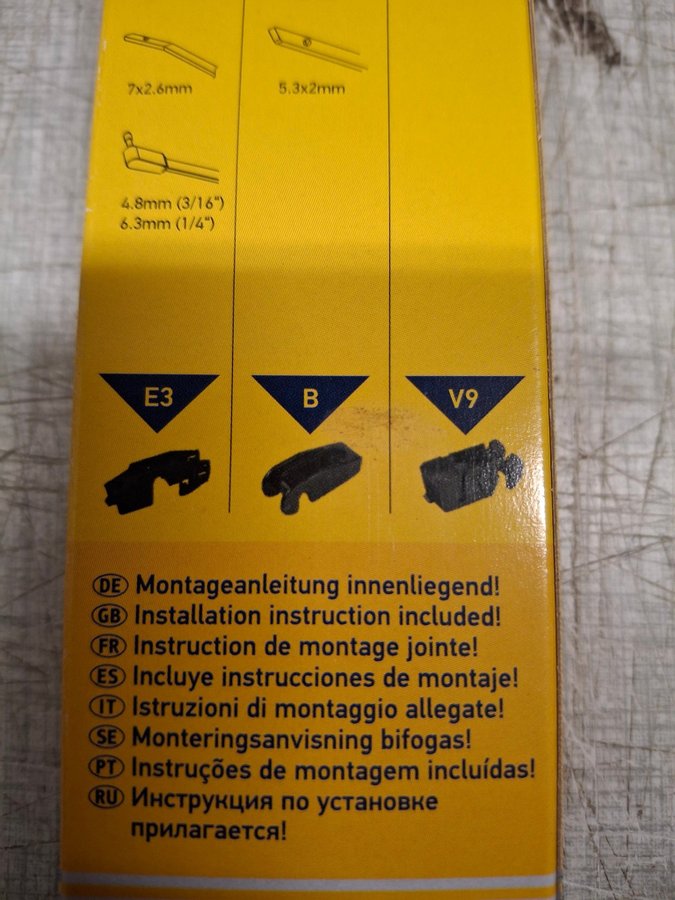 7x2.6mm
5.3x2mm
4.8mm (3/16")
6.3mm (1/4")
E3
B
V9
DE Montageanleitung innenliegend!
GB Installation instruction included!
FR Instruction de montage jointe!
ES Incluye instrucciones de montaje!
IT Istruzioni di montaggio allegate!
SE Monteringsanvisning bifogas!
PT Instruções de montagem incluídas!
RU Инструкция по установке
прилагается!